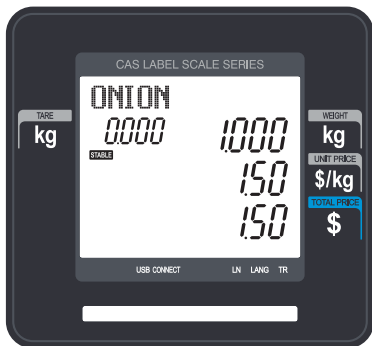 CAS LABEL SCALE SERIES
ONION
TARE
kg
0.000
1.000
WEIGHT
kg
STABLE
1.50
UNIT PRICE
$/kg
1.50
TOTAL PRICE
$
USB CONNECT LN LANG TR